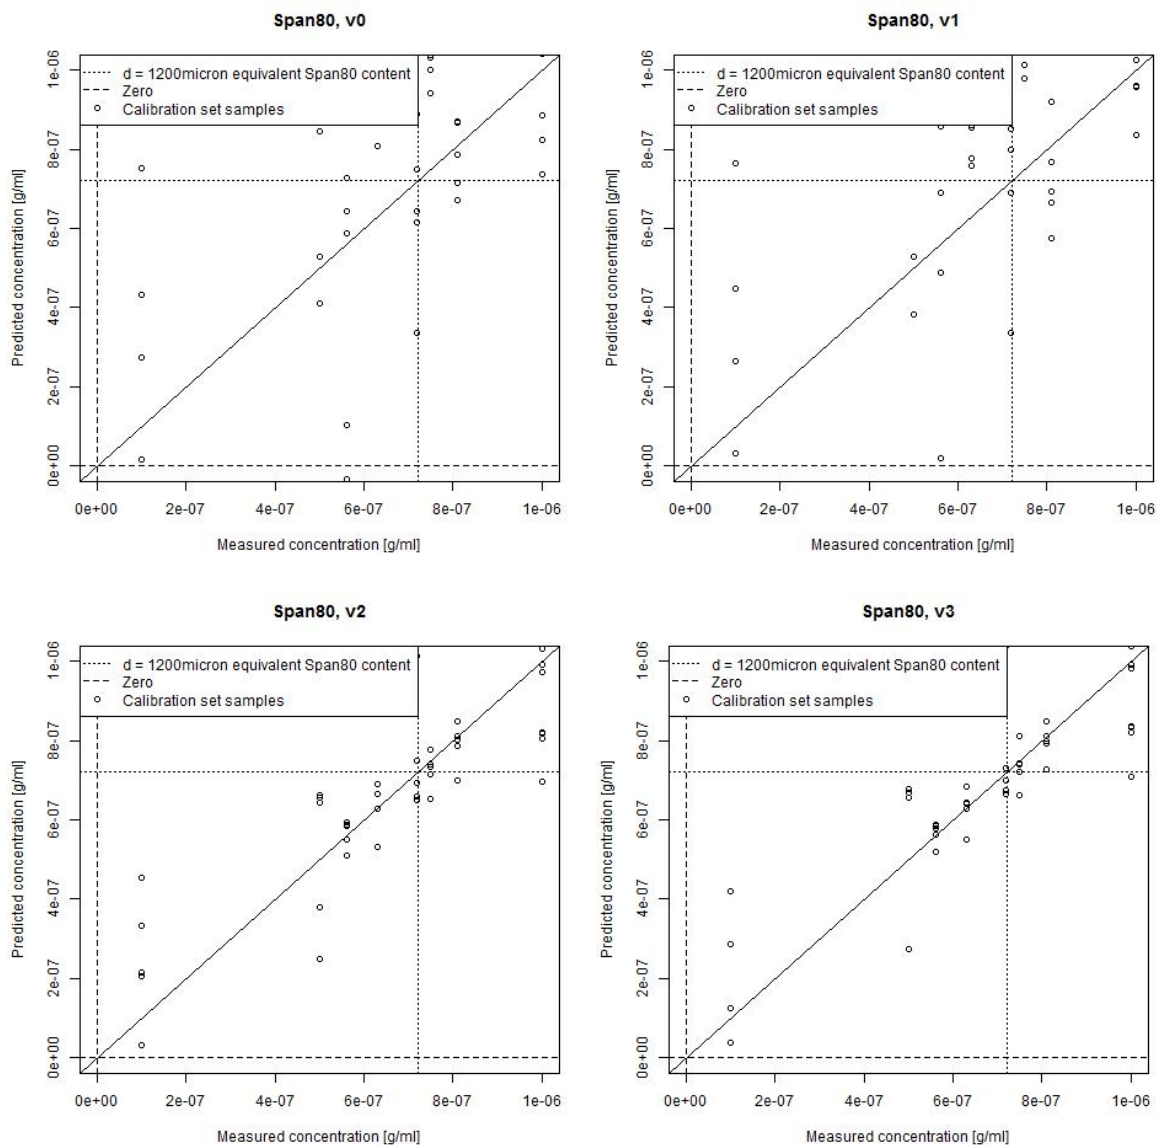 Span80, v0
d = 1200micron equivalent Span80 content
Zero
Calibration set samples
Predicted concentration [g/ml]
0e+00 2e-07 4e-07 6e-07 8e-07 1e-06
0e+00 2e-07 4e-07 6e-07 8e-07 1e-06
Measured concentration [g/ml]
Span80, v1
d = 1200micron equivalent Span80 content
Zero
Calibration set samples
Predicted concentration [g/ml]
0e+00 2e-07 4e-07 6e-07 8e-07 1e-06
0e+00 2e-07 4e-07 6e-07 8e-07 1e-06
Measured concentration [g/ml]
Span80, v2
d = 1200micron equivalent Span80 content
Zero
Calibration set samples
Predicted concentration [g/ml]
0e+00 2e-07 4e-07 6e-07 8e-07 1e-06
0e+00 2e-07 4e-07 6e-07 8e-07 1e-06
Measured concentration [g/ml]
Span80, v3
d = 1200micron equivalent Span80 content
Zero
Calibration set samples
Predicted concentration [g/ml]
0e+00 2e-07 4e-07 6e-07 8e-07 1e-06
0e+00 2e-07 4e-07 6e-07 8e-07 1e-06
Measured concentration [g/ml]